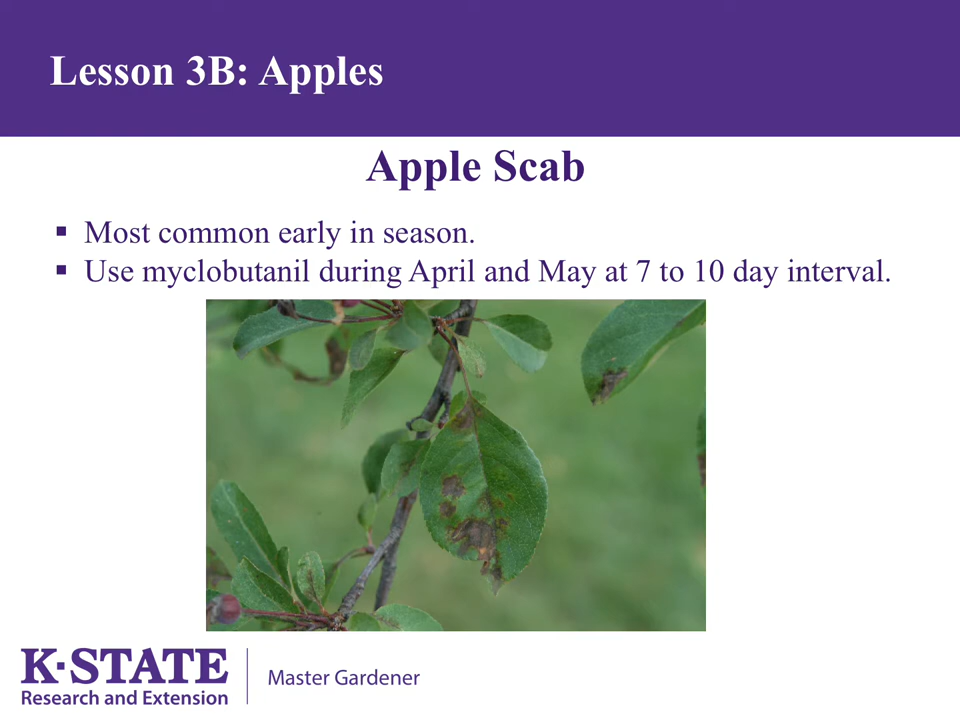 Lesson 3B: Apples
Apple Scab
▪ Most common early in season.
▪ Use myclobutanil during April and May at 7 to 10 day interval.
K-STATE
Research and Extension
Master Gardener